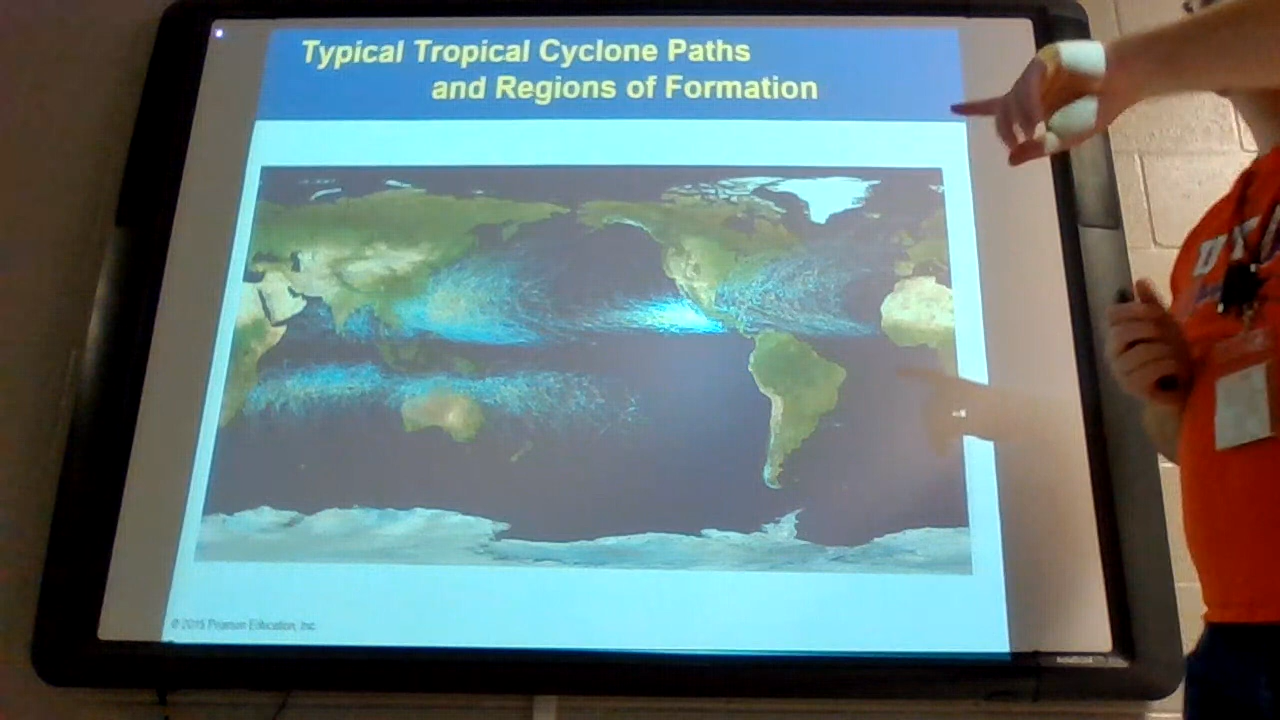 Typical Tropical Cyclone Paths
and Regions of Formation
© 2015 Pearson Education, Inc.